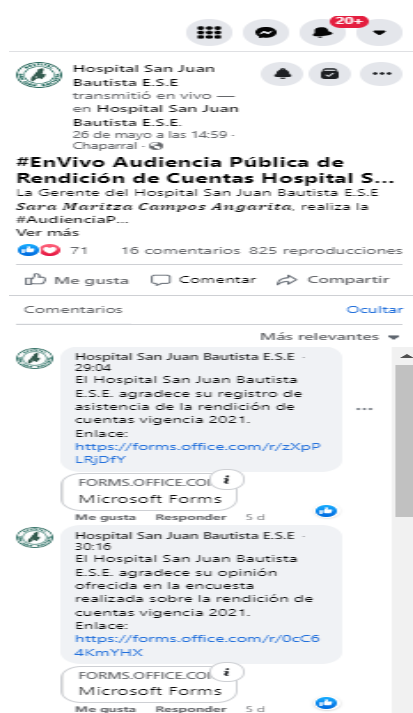 20+
Hospital San Juan
Bautista E.S.E
transmitió en vivo —
en Hospital San Juan
Bautista E.S.E.
26 de mayo a las 14:59 ·
Chaparral ·
#EnVivo Audiencia Pública de
Rendición de Cuentas Hospital S...
La Gerente del Hospital San Juan Bautista E.S.E
Sara Maritza Campos Angarita, realiza la
#AudienciaP...
Ver más
71 16 comentarios 825 reproducciones
Me gusta Comentar Compartir
Comentarios Ocultar
Más relevantes
Hospital San Juan Bautista E.S.E ·
29:04
El Hospital San Juan Bautista
E.S.E. agradece su registro de
asistencia de la rendición de
cuentas vigencia 2021.
Enlace:
https://forms.office.com/r/zXpP
LRjDfY
FORMS.OFFICE.CO
Microsoft Forms
Me gusta Responder 5 d
Hospital San Juan Bautista E.S.E ·
30:16
El Hospital San Juan Bautista
E.S.E. agradece su opinión
ofrecida en la encuesta
realizada sobre la rendición de
cuentas vigencia 2021.
Enlace:
https://forms.office.com/r/0cC6
4KmYHX
FORMS.OFFICE.CO
Microsoft Forms
Me gusta Responder 5 d